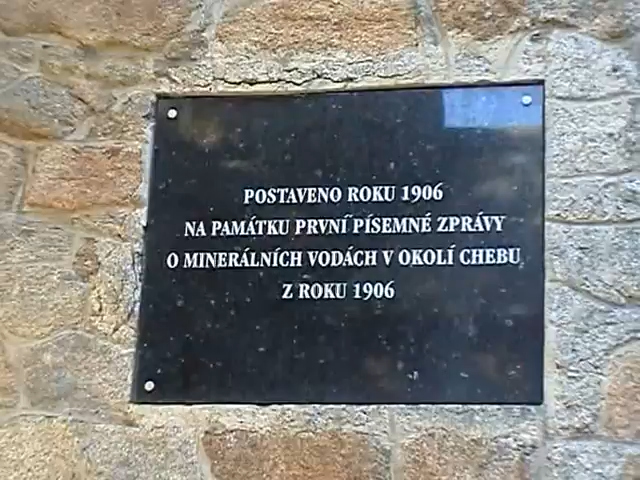 POSTAVENO ROKU 1906
NA PAMÁTKU PRVNÍ PÍSEMNÉ ZPRÁVY
O MINERÁLNÍCH VODÁCH V OKOLÍ CHEBU
Z ROKU 1906